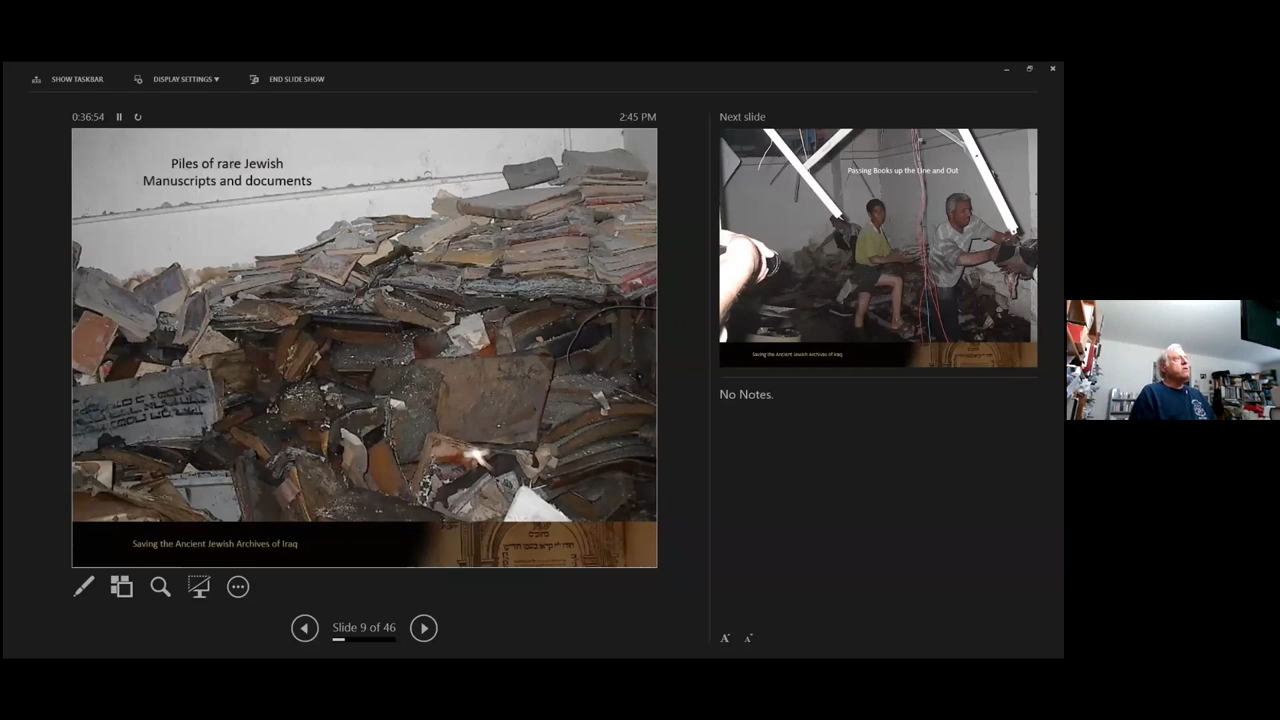 SHOW TASKBAR
DISPLAY SETTINGS ▼
END SLIDE SHOW
0:36:54
2:45 PM
Piles of rare Jewish
Manuscripts and documents
Saving the Ancient Jewish Archives of Iraq
Slide 9 of 46
Next slide
Passing Books up the Line and Out
Saving the Ancient Jewish Archives of Iraq
No Notes.